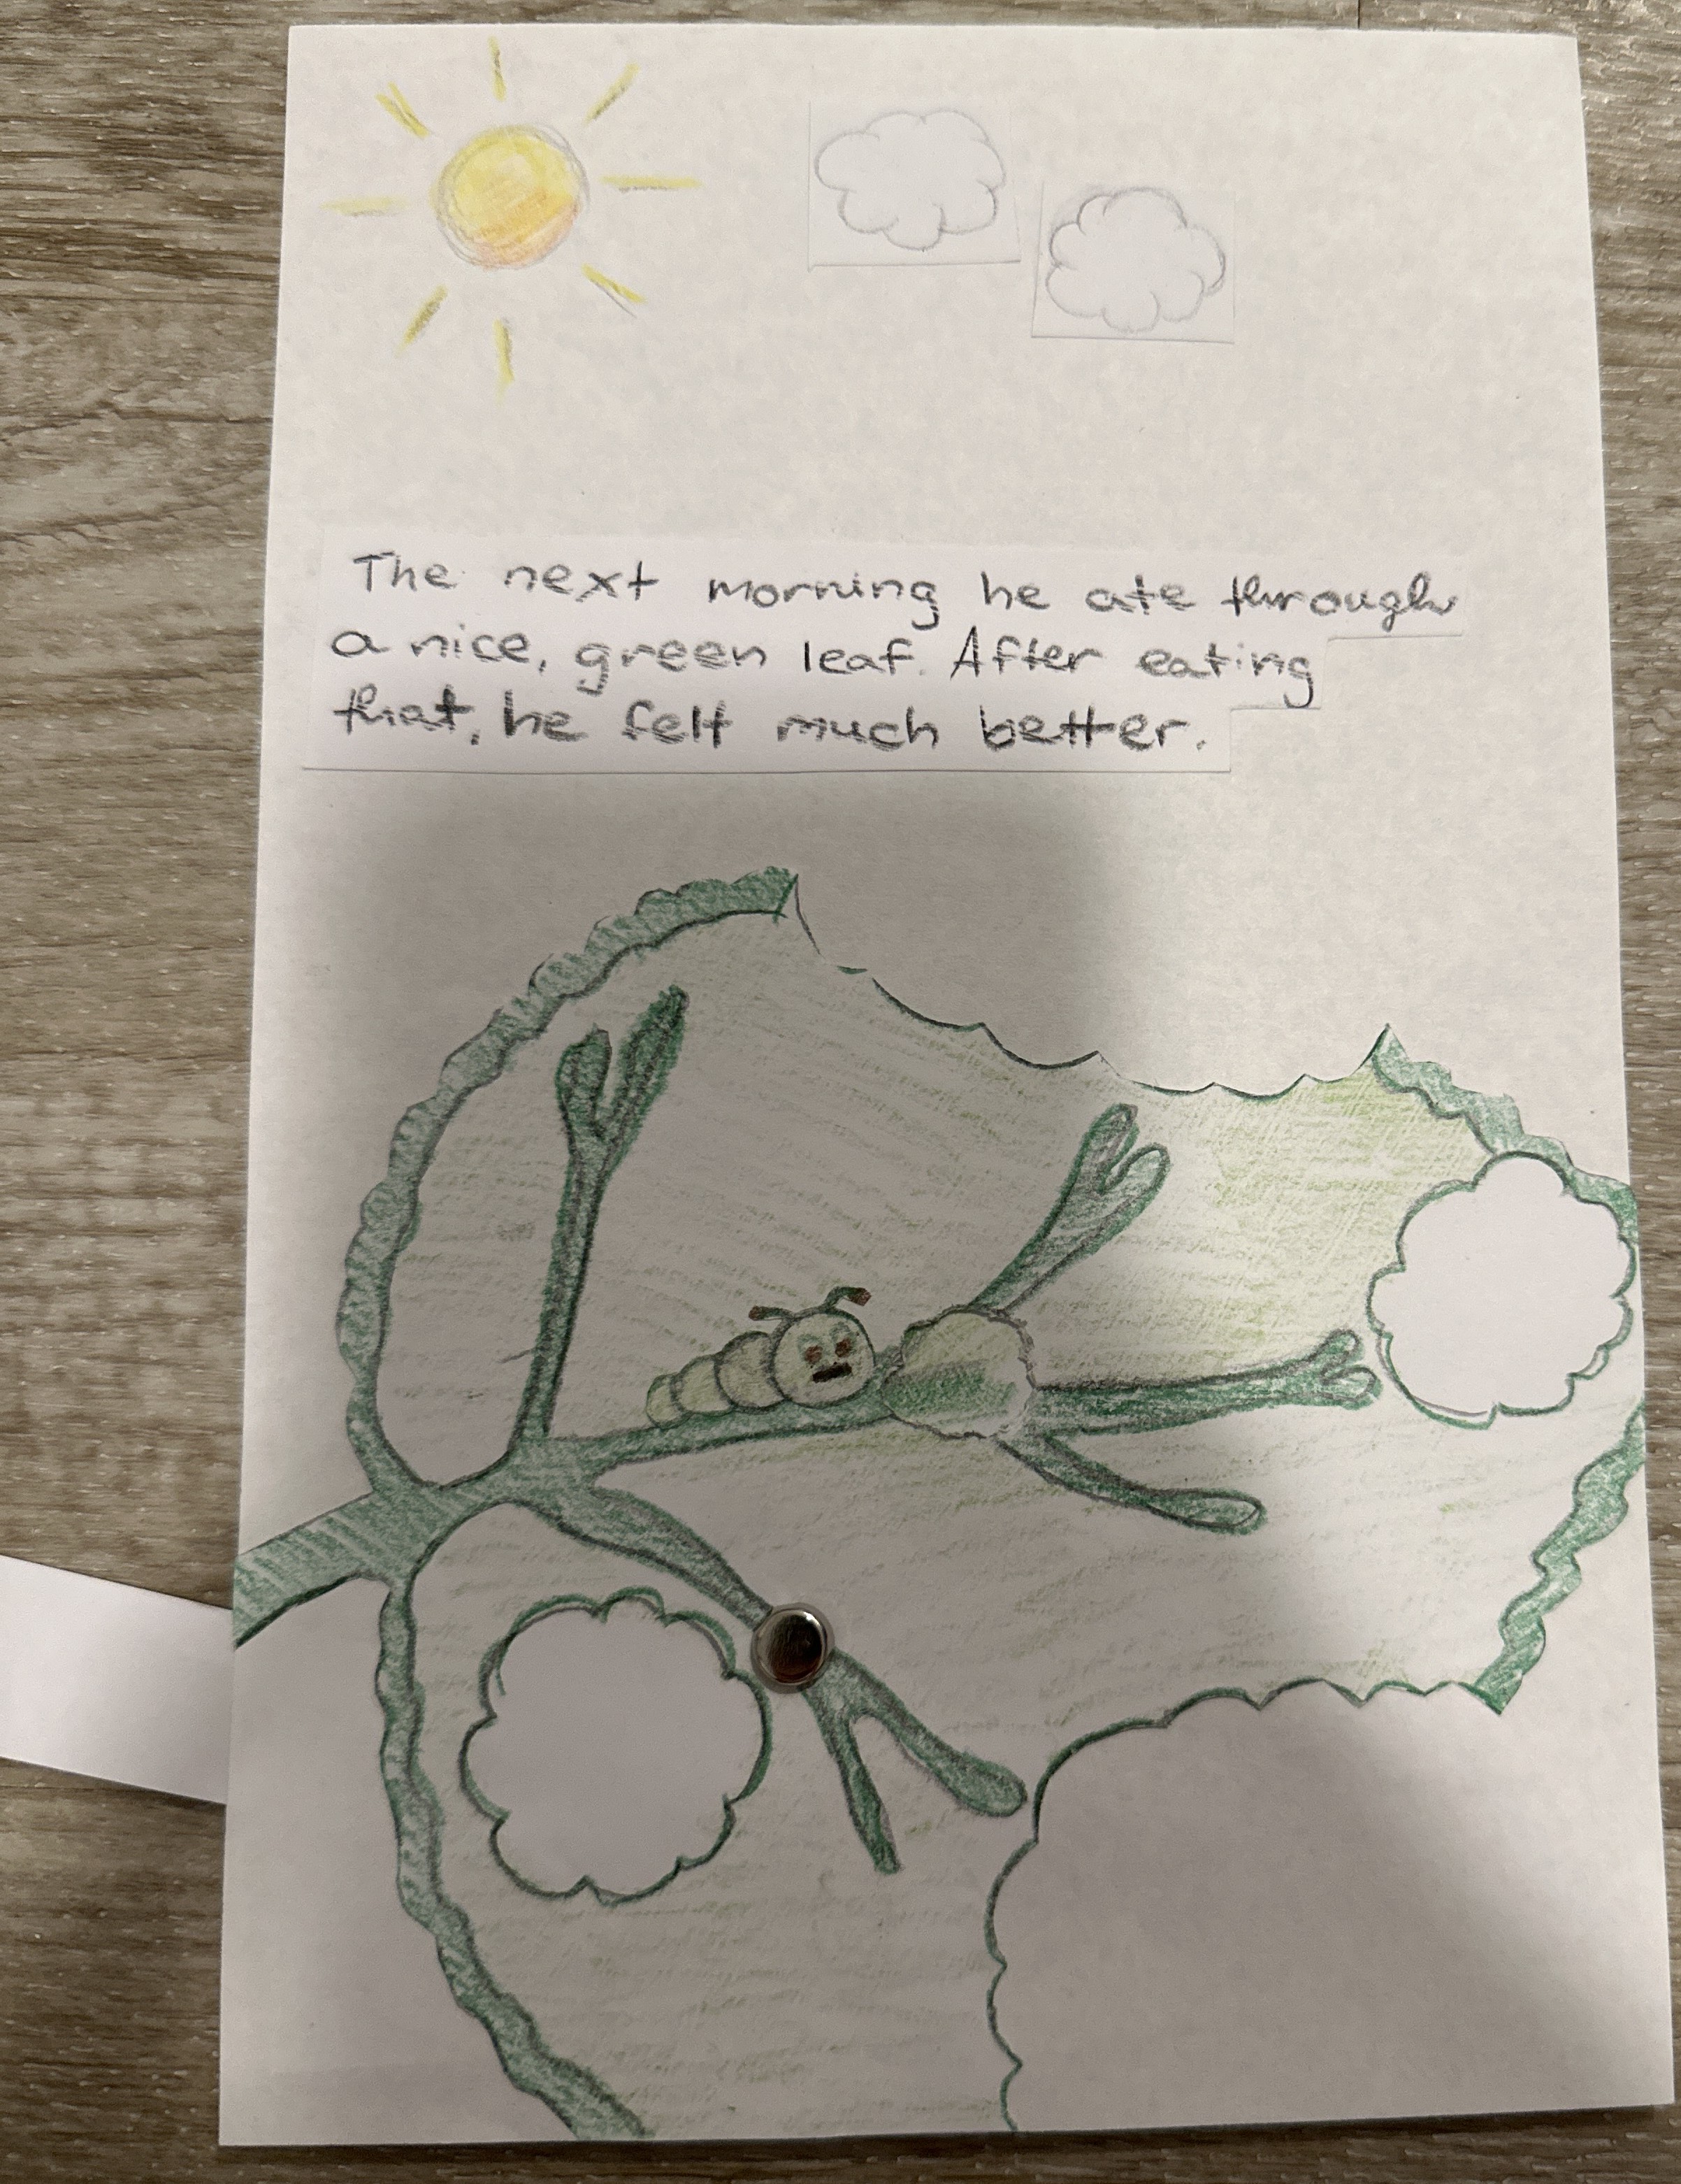 The next morning he ate through
a nice, green leaf. After eating
that, he felt much better.